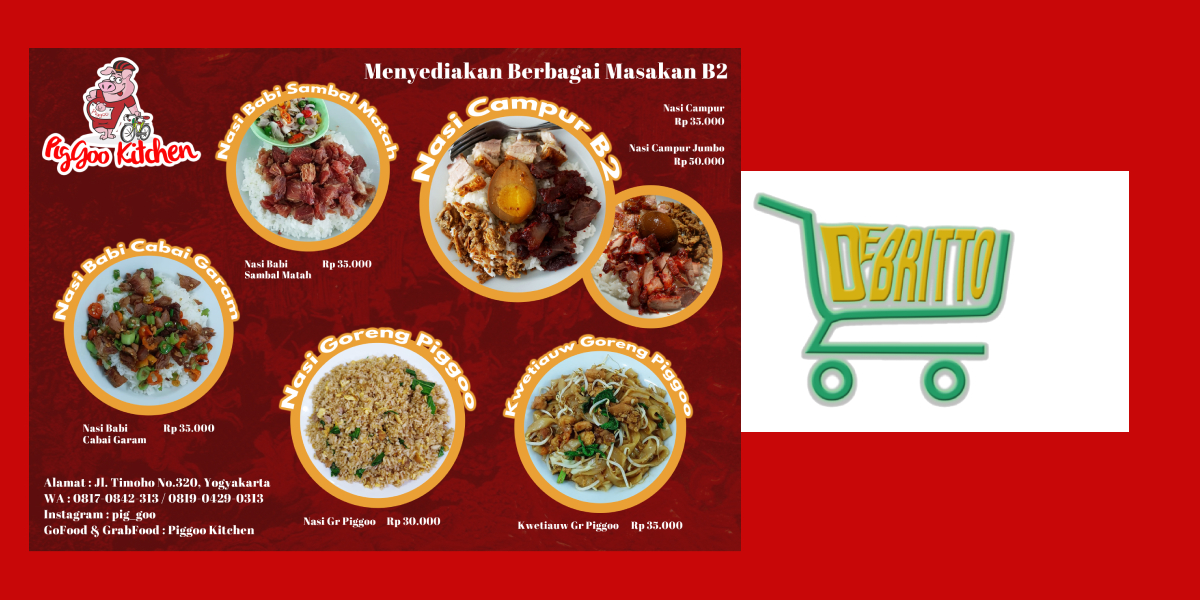 PigGoo Kitchen
Menyediakan Berbagai Masakan B2
Nasi Babi Sambal Matah
Nasi Campur B2
Nasi Campur
Rp 35.000
Nasi Campur Jumbo
Rp 50.000
Nasi Babi
Sambal Matah
Rp 35.000
DEBRITTO
Nasi Babi Cabai Garam
Nasi Goreng Piggoo
Kwetiauw Goreng Piggoo
Nasi Babi
Cabai Garam
Rp 35.000
Alamat : Jl. Timoho No.320, Yogyakarta
WA : 0817-0842-313 / 0819-0429-0313
Instagram : pig_goo
GoFood & GrabFood : Piggoo Kitchen
Nasi Gr Piggoo Rp 30.000
Kwetiauw Gr Piggoo Rp 35.000